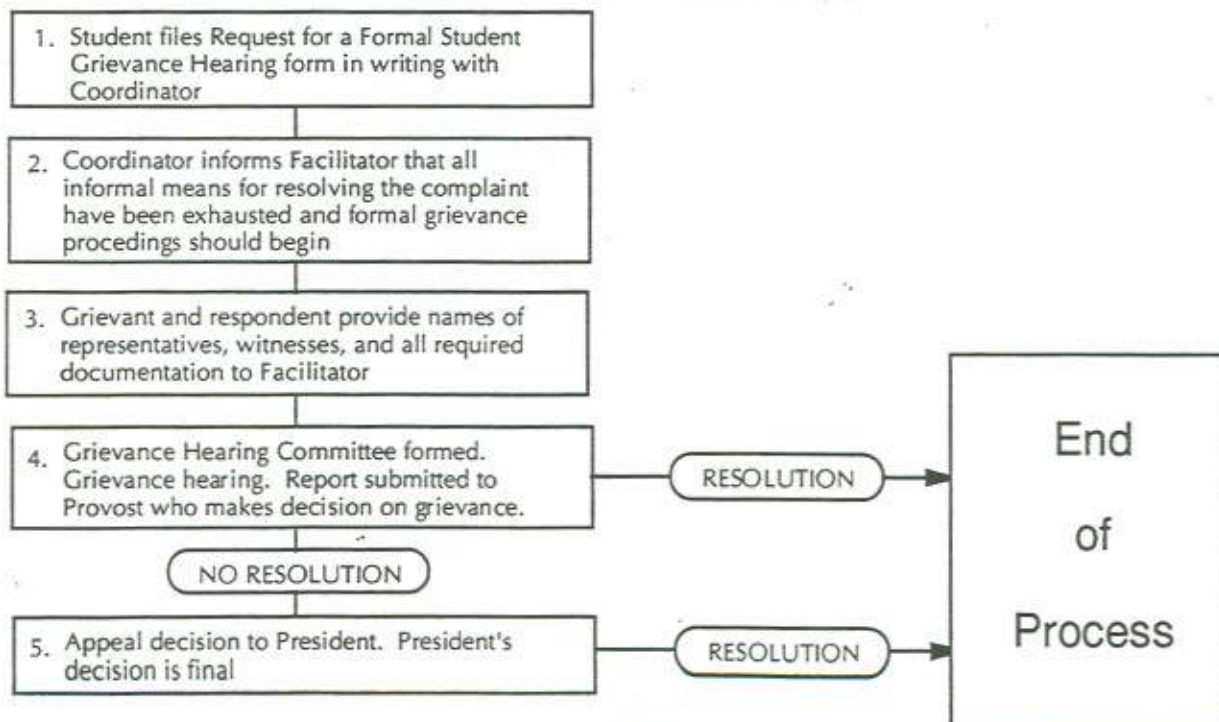 1. Student files Request for a Formal Student
Grievance Hearing form in writing with
Coordinator
2. Coordinator informs Facilitator that all
informal means for resolving the complaint
have been exhausted and formal grievance
procedings should begin
3. Grievant and respondent provide names of
representatives, witnesses, and all required
documentation to Facilitator
4. Grievance Hearing Committee formed.
Grievance hearing. Report submitted to
Provost who makes decision on grievance.
RESOLUTION
NO RESOLUTION
5. Appeal decision to President. President's
decision is final
RESOLUTION
End
of
Process